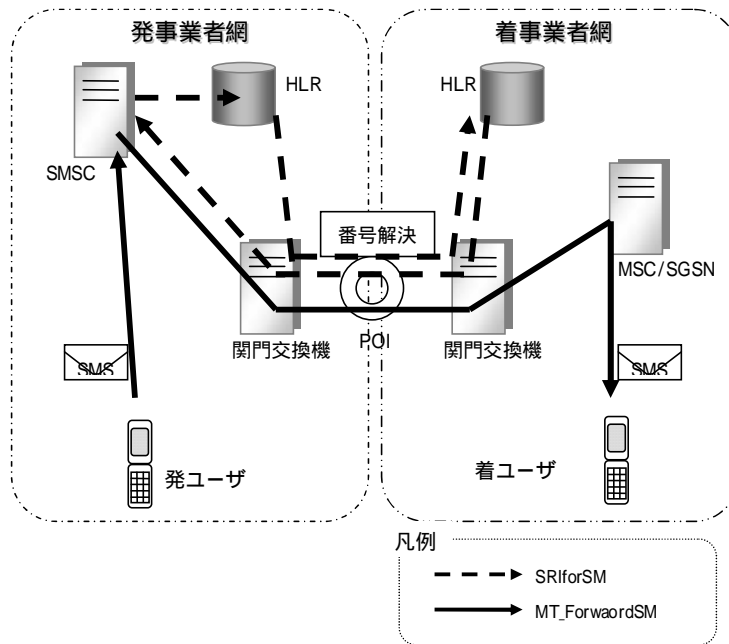 発事業者網
着事業者網
HLR
HLR
SMSC
番号解決
MSC/SGSN
関門交換機
POI
関門交換機
SMS
SMS
発ユーザ
着ユーザ
凡例
SRIforSM
MT_ForwaordSM